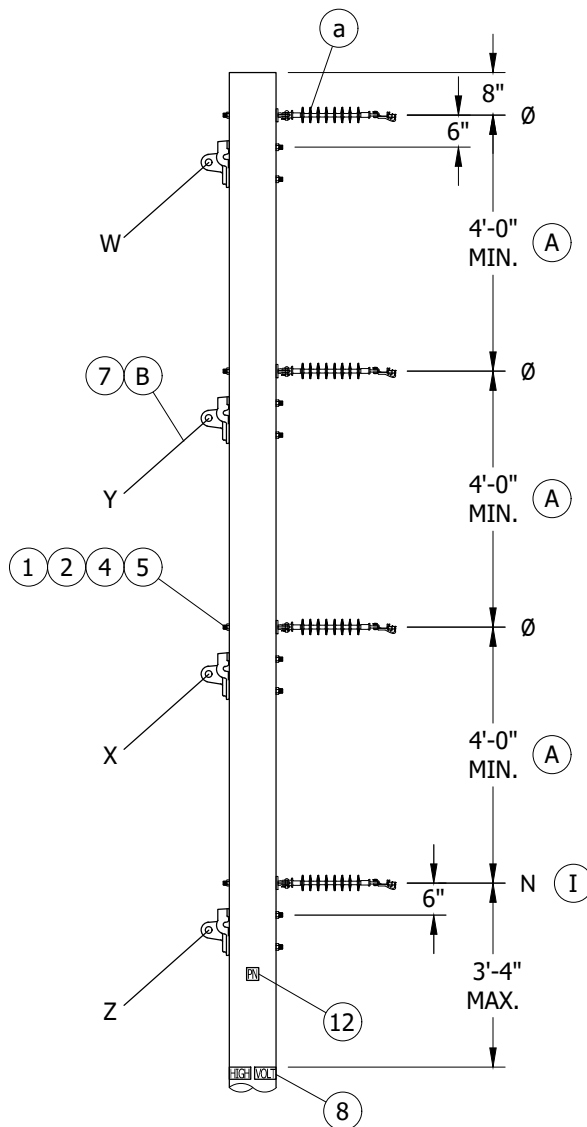 a
8"
6"
Ø
W
4'-0"
MIN.
A
7 B
Ø
Y
4'-0"
MIN.
A
1 2 4 5
Ø
X
4'-0"
MIN.
A
N I
6"
Z
PN
12
3'-4"
MAX.
HIGH VOLT
8